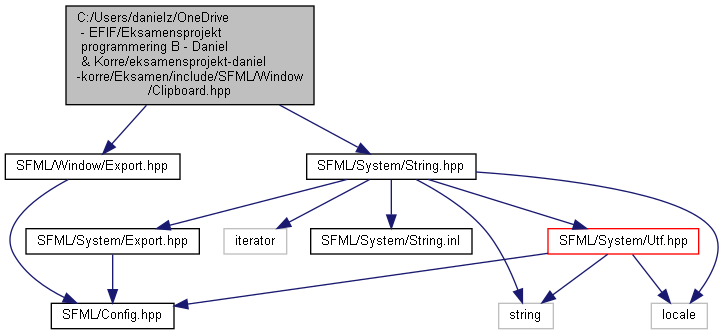 C:/Users/danielz/OneDrive
- EFIF/Eksamensprojekt
programmering B - Daniel
& Korre/eksamensprojekt-daniel
-korre/Eksamen/include/SFML/Window
/Clipboard.hpp
SFML/Window/Export.hpp
SFML/System/String.hpp
SFML/System/Export.hpp
iterator
SFML/System/String.inl
SFML/System/Utf.hpp
SFML/Config.hpp
string
locale